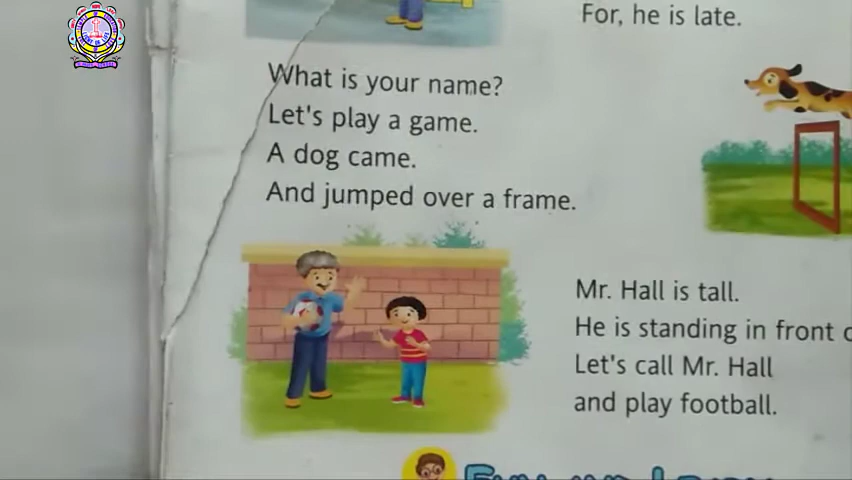 For, he is late.
What is your name?
Let's play a game.
A dog came.
And jumped over a frame.
Mr. Hall is tall.
He is standing in front
Let's call Mr. Hall
and play football.